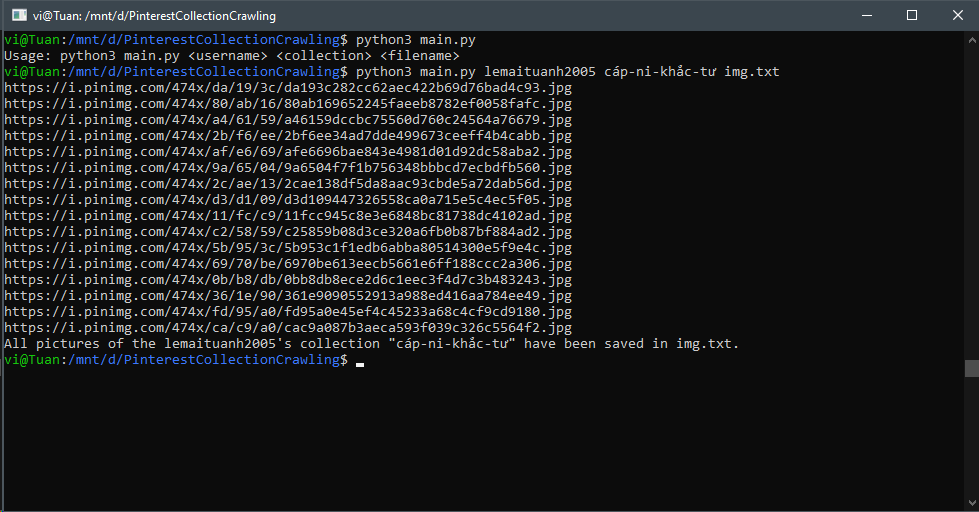 vi@Tuan: /mnt/d/PinterestCollectionCrawling
vi@Tuan:/mnt/d/PinterestCollectionCrawling$ python3 main.py
Usage: python3 main.py <username> <collection> <filename>
vi@Tuan:/mnt/d/PinterestCollectionCrawling$ python3 main.py lemaituanh2005 cáp-ni-khắc-tư img.txt
https://i.pinimg.com/474x/da/19/3c/da193c282cc62aec422b69d76bad4c93.jpg
https://i.pinimg.com/474x/80/ab/16/80ab169652245faeeb8782ef0058fafc.jpg
https://i.pinimg.com/474x/a4/61/59/a46159dccbc75560d760c24564a76679.jpg
https://i.pinimg.com/474x/2b/f6/ee/2bf6ee34ad7dde499673ceeff4b4cabb.jpg
https://i.pinimg.com/474x/af/e6/69/afe6696bae843e4981d01d92dc58aba2.jpg
https://i.pinimg.com/474x/9a/65/04/9a6504f7f1b756348bbbcd7ecbdfb560.jpg
https://i.pinimg.com/474x/2c/ae/13/2cae138df5da8aac93cbde5a72dab56d.jpg
https://i.pinimg.com/474x/d3/d1/09/d3d109447326558ca0a715e5c4ec5f05.jpg
https://i.pinimg.com/474x/11/fc/c9/11fcc945c8e3e6848bc81738dc4102ad.jpg
https://i.pinimg.com/474x/c2/58/59/c25859b08d3ce320a6fb0b87bf884ad2.jpg
https://i.pinimg.com/474x/5b/95/3c/5b953c1f1edb6abba80514300e5f9e4c.jpg
https://i.pinimg.com/474x/69/70/be/6970be613eecb5661e6ff188ccc2a306.jpg
https://i.pinimg.com/474x/0b/b8/db/0bb8db8ece2d6c1eec3f4d7c3b483243.jpg
https://i.pinimg.com/474x/36/1e/90/361e9090552913a988ed416aa784ee49.jpg
https://i.pinimg.com/474x/fd/95/a0/fd95a0e45ef4c45233a68c4cf9cd9180.jpg
https://i.pinimg.com/474x/ca/c9/a0/cac9a087b3aeca593f039c326c5564f2.jpg
All pictures of the lemaituanh2005's collection "cáp-ni-khắc-tư" have been saved in img.txt.
vi@Tuan:/mnt/d/PinterestCollectionCrawling$